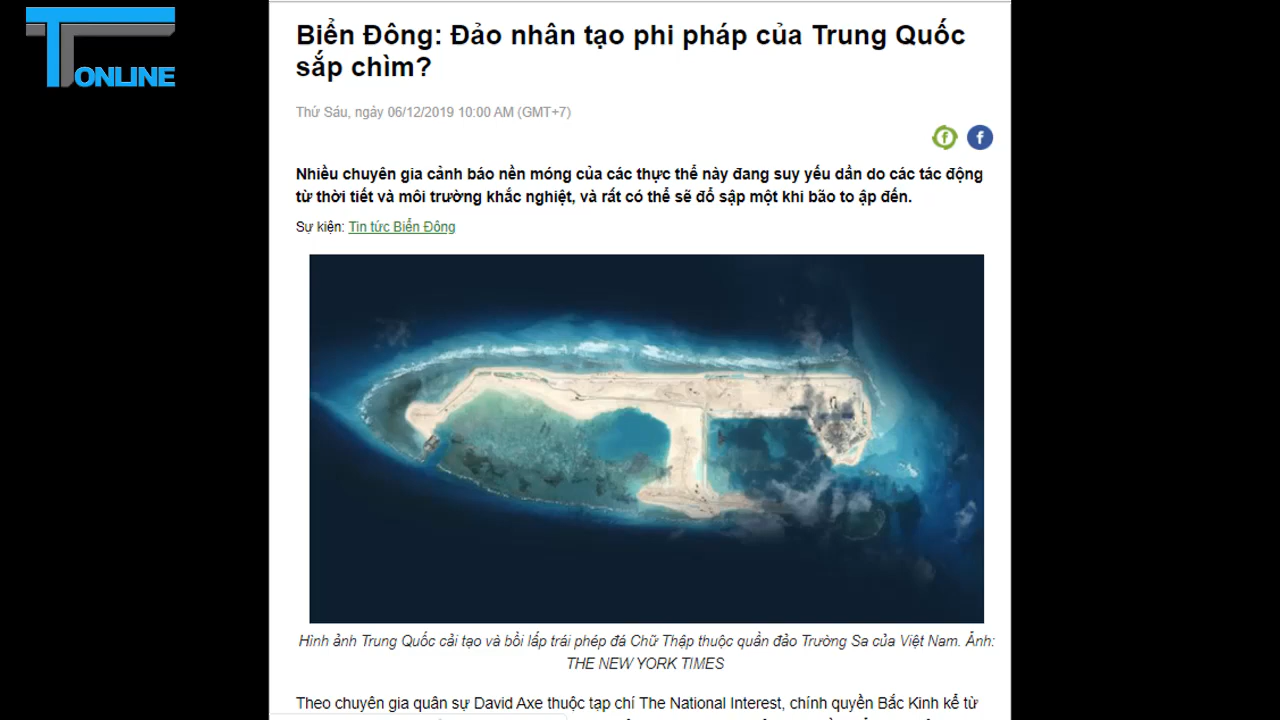 TT ONLINE
Biển Đông: Đảo nhân tạo phi pháp của Trung Quốc
sắp chìm?
Thứ Sáu, ngày 06/12/2019 10:00 AM (GMT+7)
Nhiều chuyên gia cảnh báo nền móng của các thực thể này đang suy yếu dần do các tác động
từ thời tiết và môi trường khắc nghiệt, và rất có thể sẽ đổ sập một khi bão to ập đến.
Sự kiện: Tin tức Biển Đông
Hình ảnh Trung Quốc cải tạo và bồi lấp trái phép đá Chữ Thập thuộc quần đảo Trường Sa của Việt Nam. Ảnh:
THE NEW YORK TIMES
Theo chuyên gia quân sự David Axe thuộc tạp chí The National Interest, chính quyền Bắc Kinh kể từ